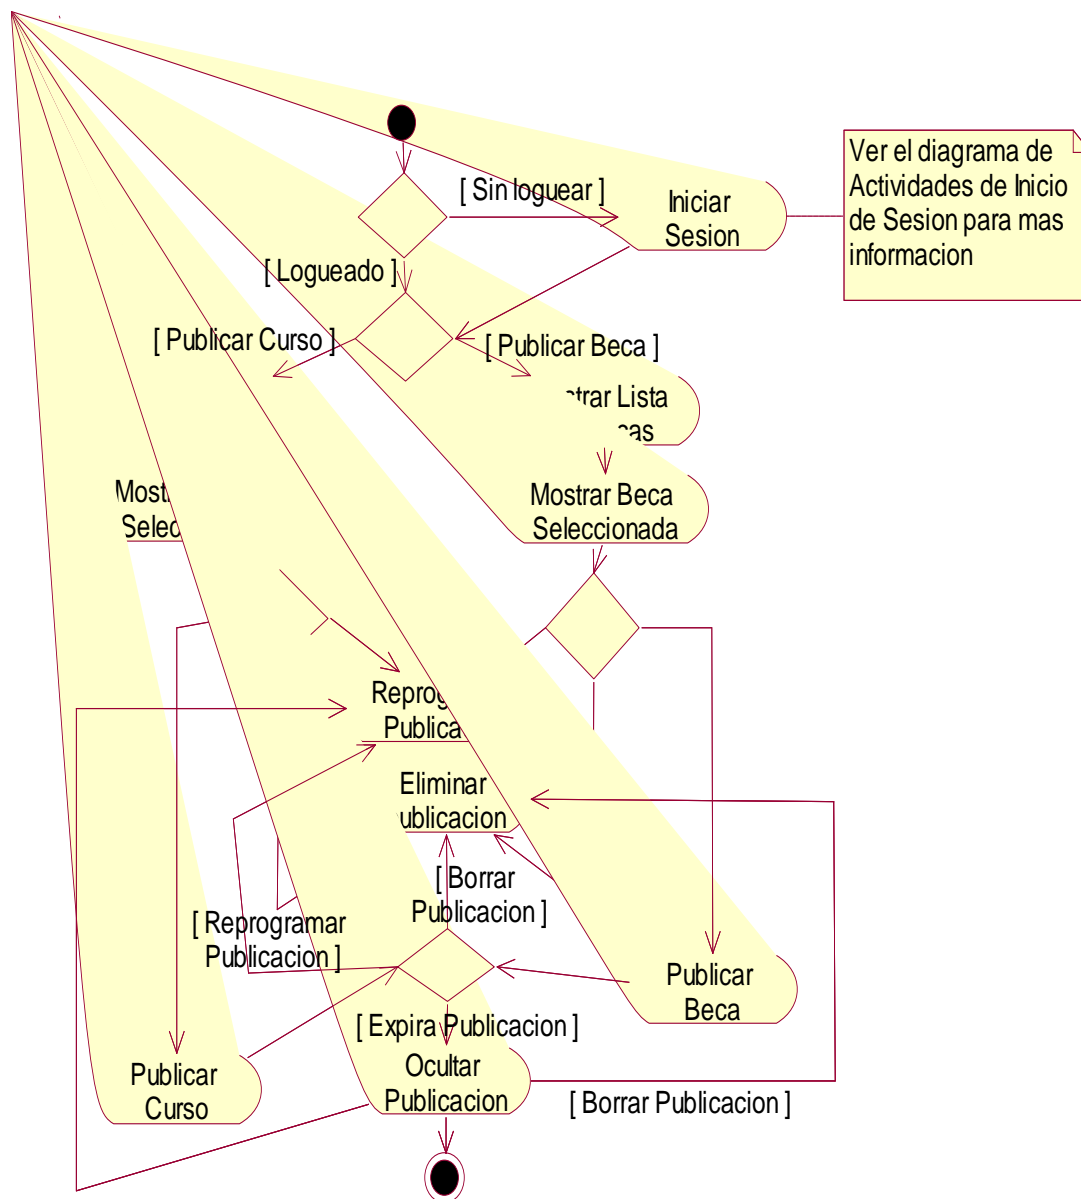 [ Sin loguear ]
Iniciar
Sesion
Ver el diagrama de
Actividades de Inicio
de Sesion para mas
informacion
[ Logueado ]
[ Publicar Curso ]
[ Publicar Beca ]
Lista
Mostrar Beca
Seleccionada
Eliminar
[ Borrar
Publicacion ]
[ Reprogramar
Publicacion ]
Publicar
Beca
[ Expira Publicacion ]
Ocultar
Publicacion
Publicar
Curso
[ Borrar Publicacion ]